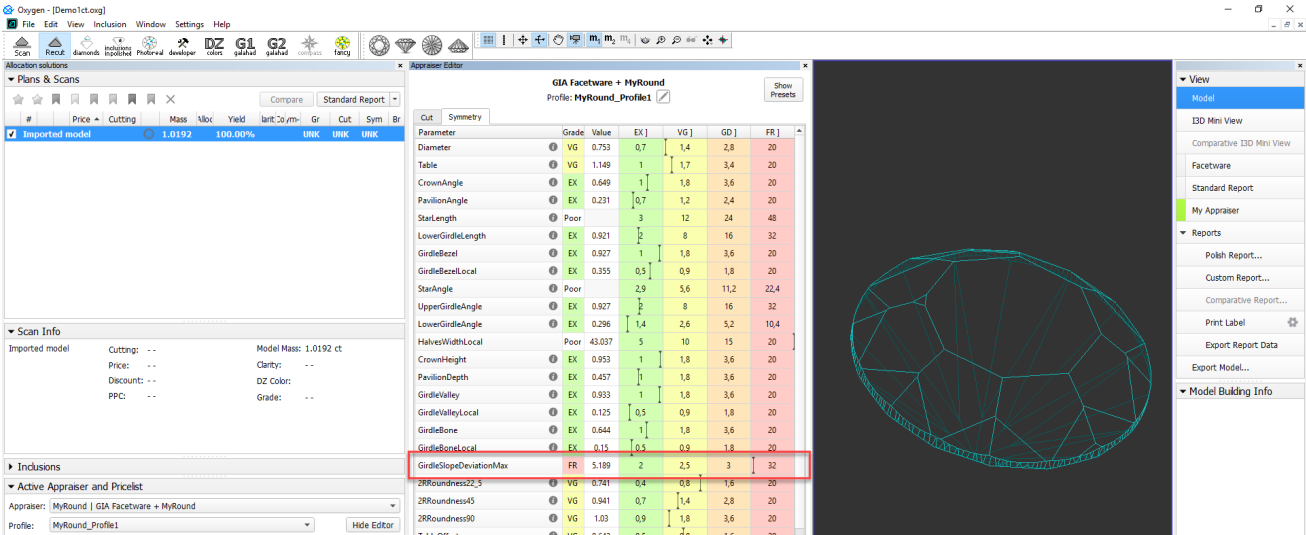 Oxygen - [Demo1ct.oxg]
File Edit View Inclusion Window Settings Help
Scan Recut diamonds inclusions inpolished Photoreal developer DZ colors G1 galahad G2 galahad compass fancy m1 m2 m4
Allocation solutions
Plans & Scans
Compare Standard Report
# Price Cutting Mass Alloc Yield Gr Cut Sym Br
Imported model 1.0192 100.00% UNK UNK UNK
Scan Info
Imported model Cutting: - - Model Mass: 1.0192 ct
Price: - - Clarity: - -
Discount: - - DZ Color:
PPC: - - Grade: - -
Inclusions
Active Appraiser and Pricelist
Appraiser: MyRound | GIA Facetware + MyRound
Profile: MyRound_Profile1 Hide Editor
Appraiser Editor
GIA Facetware + MyRound
Profile: MyRound_Profile1
Show
Presets
Cut Symmetry
Parameter Grade Value EX ] VG ] GD ] FR ]
Diameter VG 0.753 0,7 1,4 2,8 20
Table VG 1.149 1 1,7 3,4 20
CrownAngle EX 0.649 1 1,8 3,6 20
PavilionAngle EX 0.231 0,7 1,2 2,4 20
StarLength Poor 3 12 24 48
LowerGirdleLength EX 0.921 2 8 16 32
GirdleBezel EX 0.927 1 1,8 3,6 20
GirdleBezelLocal EX 0.355 0,5 0,9 1,8 20
StarAngle Poor 2,9 5,6 11,2 22,4
UpperGirdleAngle EX 0.927 2 8 16 32
LowerGirdleAngle EX 0.296 1,4 2,6 5,2 10,4
HalvesWidthLocal Poor 43.037 5 10 15 20
CrownHeight EX 0.953 1 1,8 3,6 20
PavilionDepth EX 0.457 1 1,8 3,6 20
GirdleValley EX 0.933 1 1,8 3,6 20
GirdleValleyLocal EX 0.125 0,5 0,9 1,8 20
GirdleBone EX 0.644 1 1,8 3,6 20
GirdleBoneLocal EX 0.15 0,5 0,9 1,8 20
GirdleSlopeDeviationMax FR 5.189 2 2,5 3 32
2RRoundness22_5 VG 0.741 0,4 0,8 1,6 20
2RRoundness45 VG 0.941 0,7 1,4 2,8 20
2RRoundness90 VG 1.03 0,9 1,8 3,6 20
View
Model
I3D Mini View
Comparative I3D Mini View
Facetware
Standard Report
My Appraiser
Reports
Polish Report...
Custom Report...
Comparative Report...
Print Label
Export Report Data
Export Model...
Model Building Info